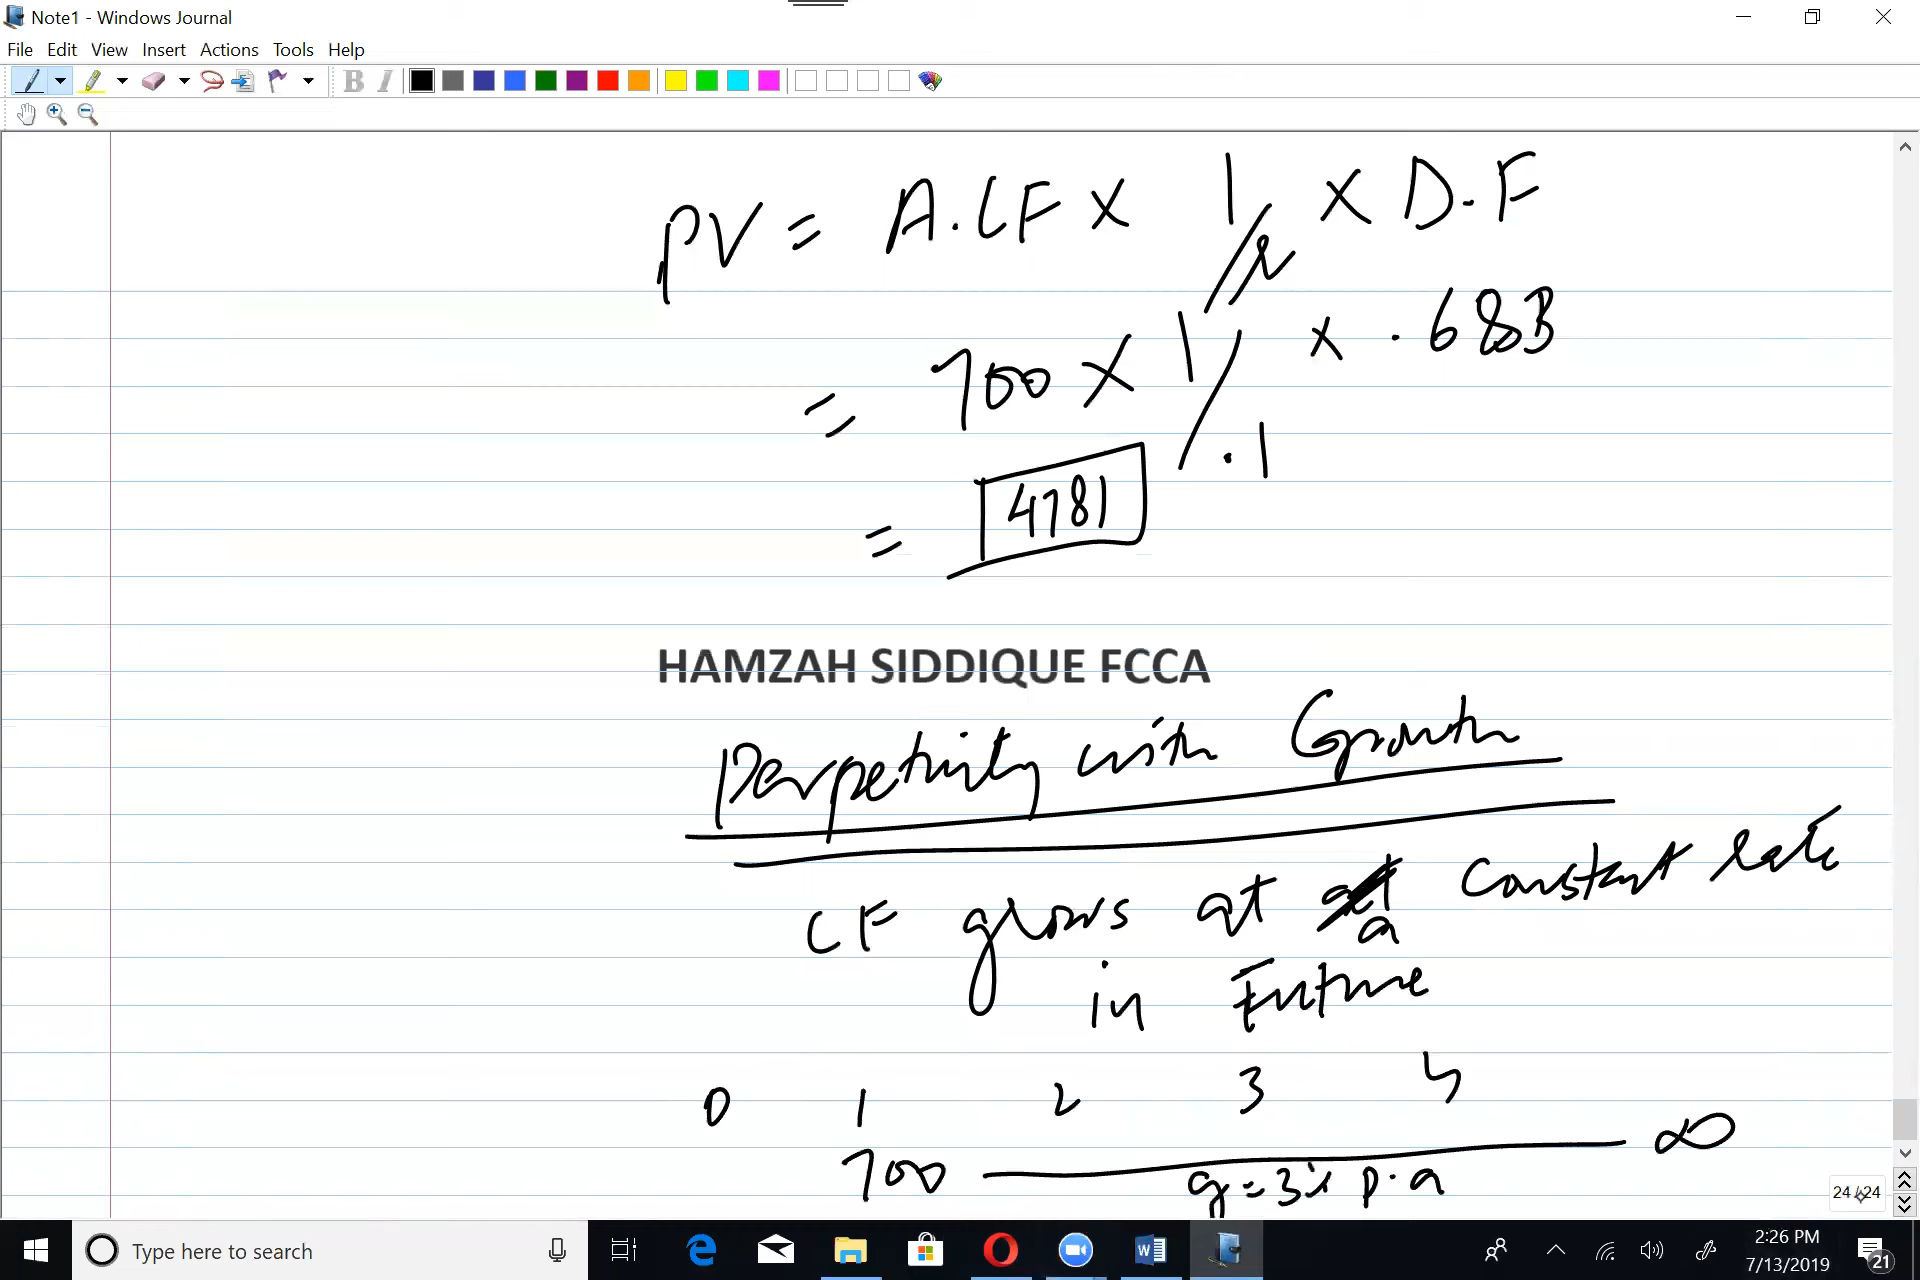 Note1 - Windows Journal
File Edit View Insert Actions Tools Help
B I
PV = A.CF x 1/r x D.F
= 700 x 1/.1 x .683
= 4781
HAMZAH SIDDIQUE FCCA
Perpetuity with Growth
CF grows at a constant rate
in Future
0 1 2 3 4
700 ∞
g = 3% p.a
24 / 24
Type here to search
2:26 PM
7/13/2019
21